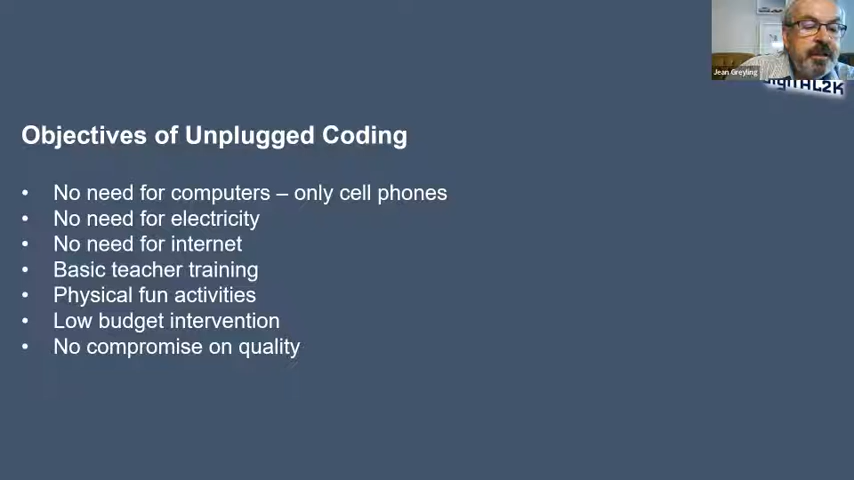 Jean Greyling
DIGITAL2K
Objectives of Unplugged Coding
• No need for computers – only cell phones
• No need for electricity
• No need for internet
• Basic teacher training
• Physical fun activities
• Low budget intervention
• No compromise on quality